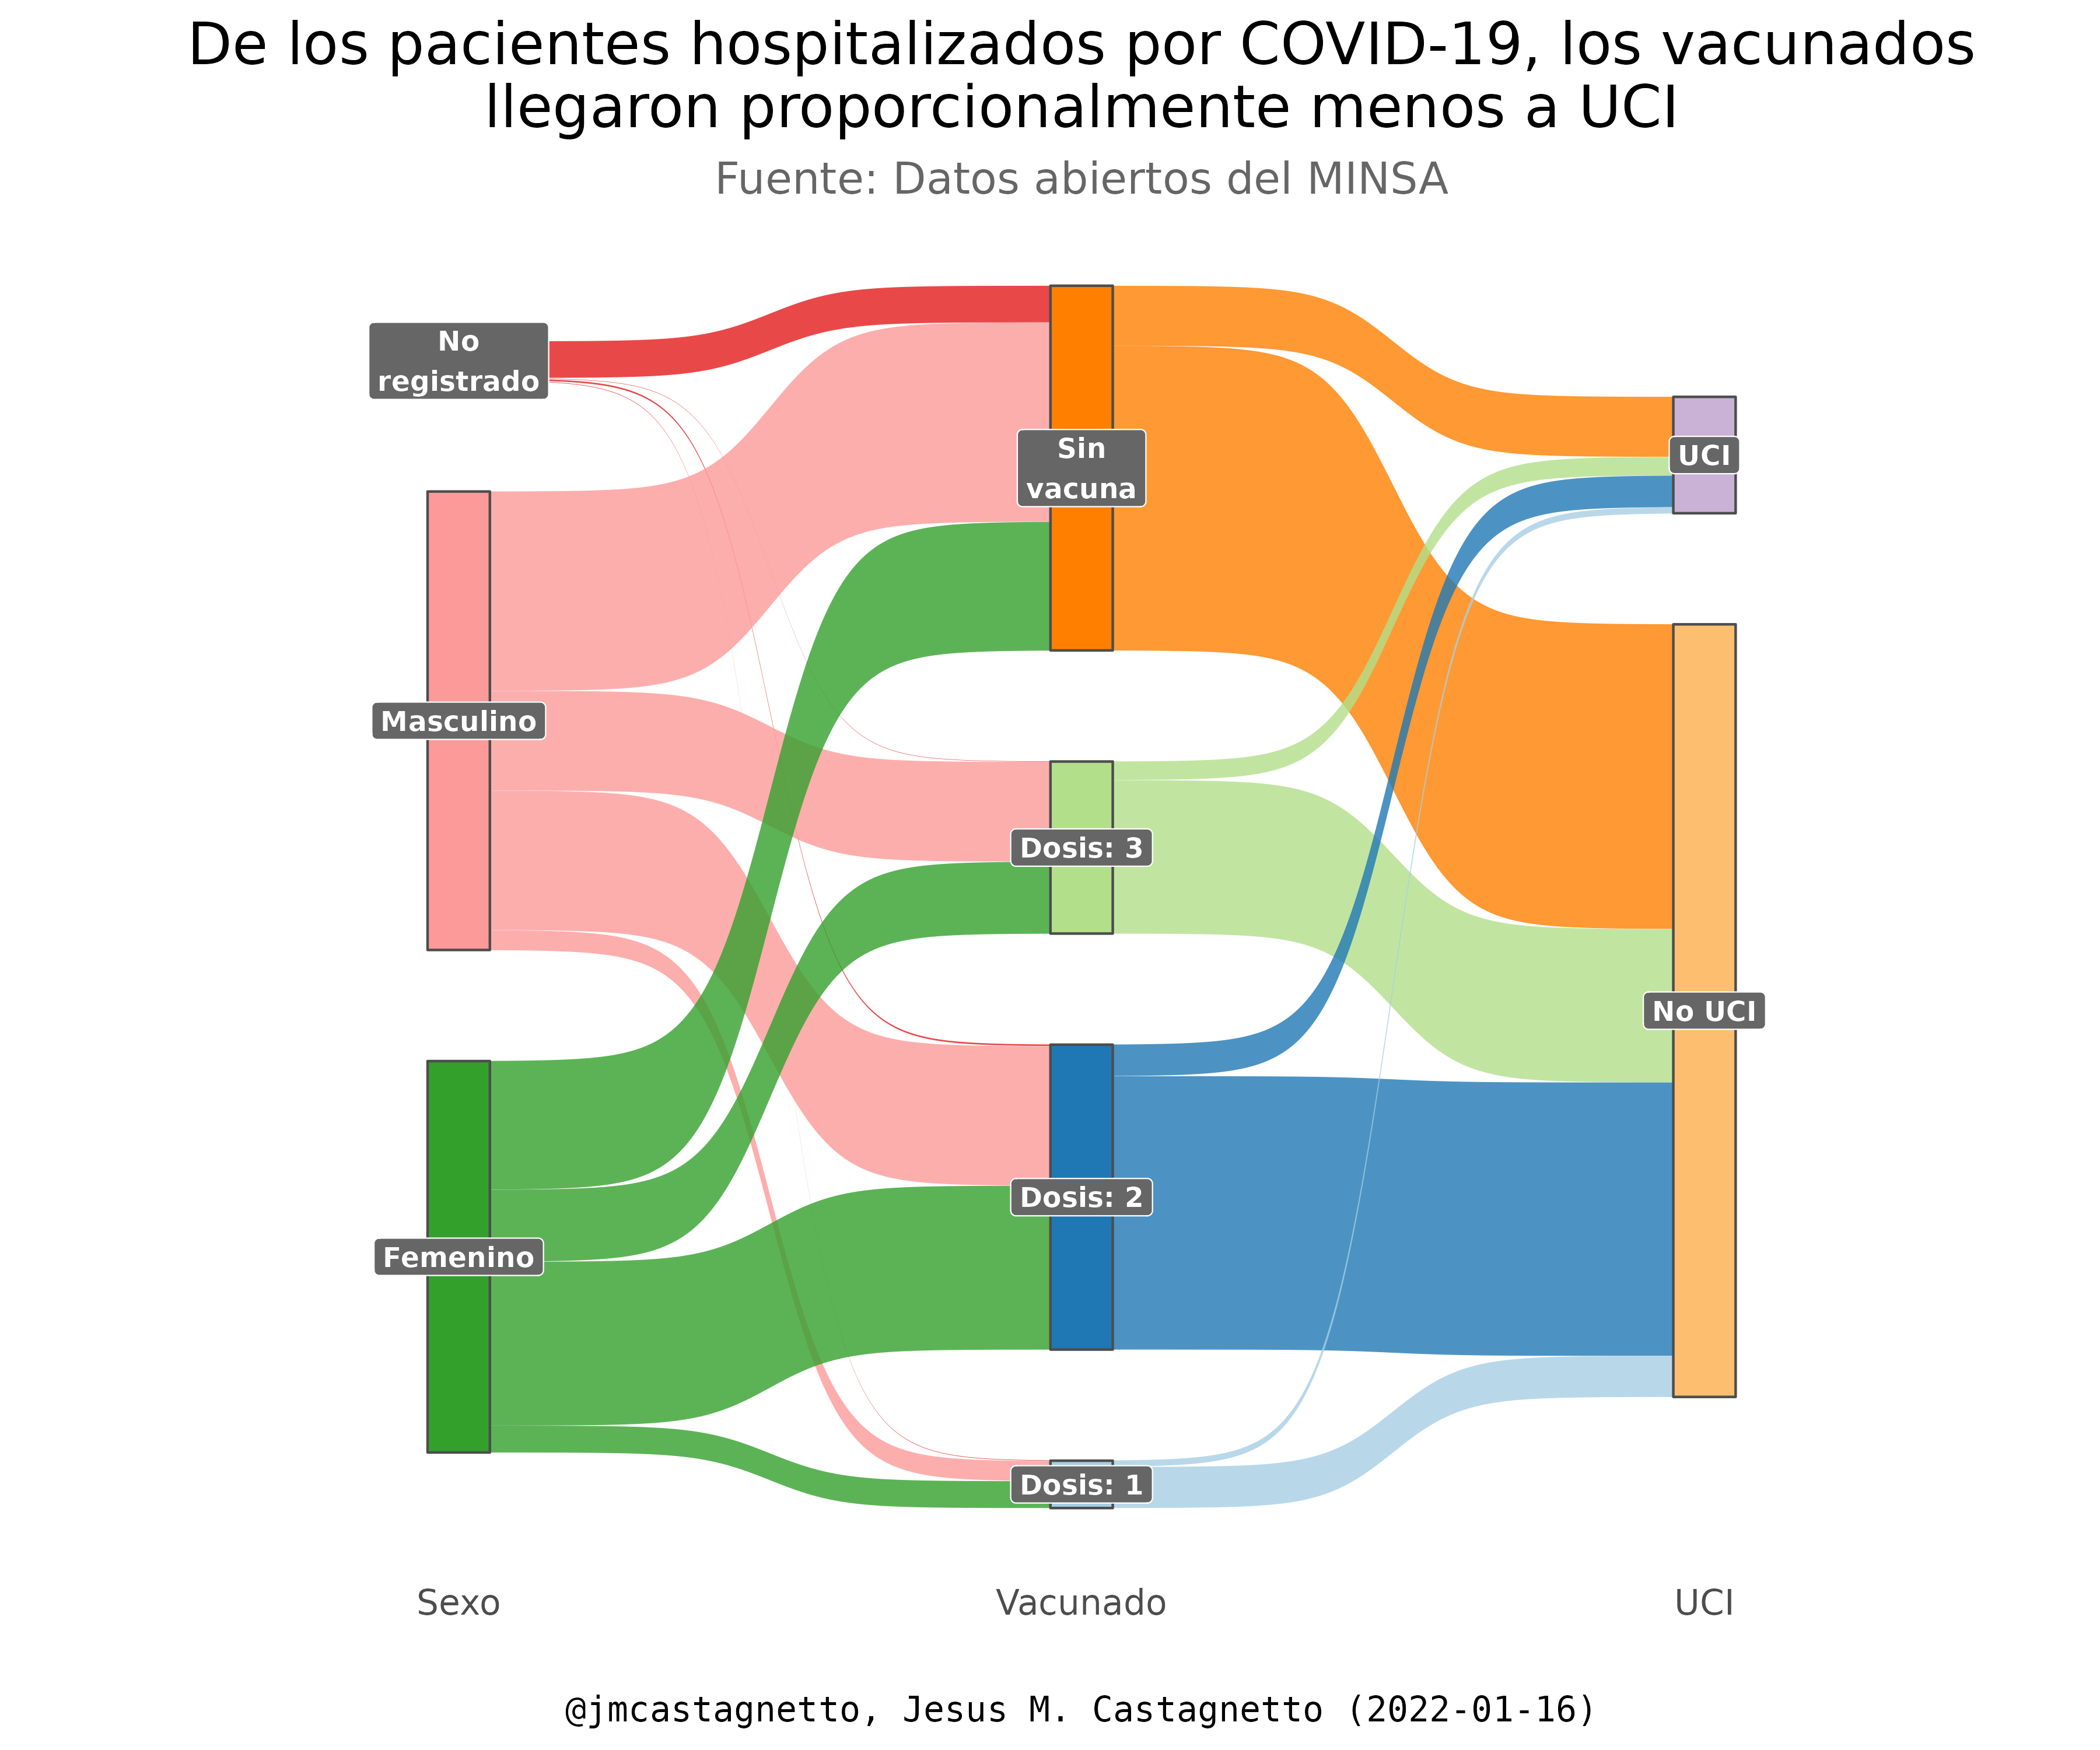 De los pacientes hospitalizados por COVID-19, los vacunados
llegaron proporcionalmente menos a UCI
Fuente: Datos abiertos del MINSA
No
registrado
Sin
vacuna
UCI
Masculino
Dosis: 3
No UCI
Dosis: 2
Femenino
Dosis: 1
Sexo
Vacunado
UCI
@jmcastagnetto, Jesus M. Castagnetto (2022-01-16)